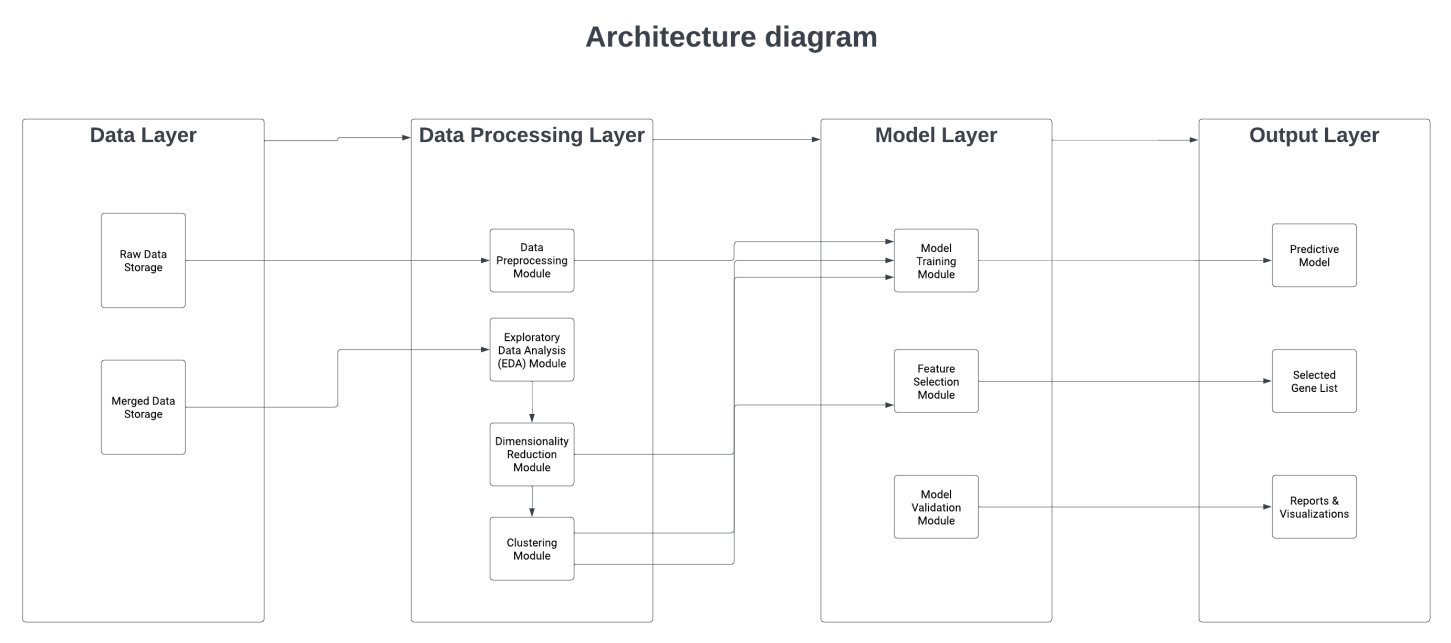 Architecture diagram
Data Layer
Raw Data
Storage
Merged Data
Storage
Data Processing Layer
Data
Preprocessing
Module
Exploratory
Data Analysis
(EDA) Module
Dimensionality
Reduction
Module
Clustering
Module
Model Layer
Model
Training
Module
Feature
Selection
Module
Model
Validation
Module
Output Layer
Predictive
Model
Selected
Gene List
Reports &
Visualizations